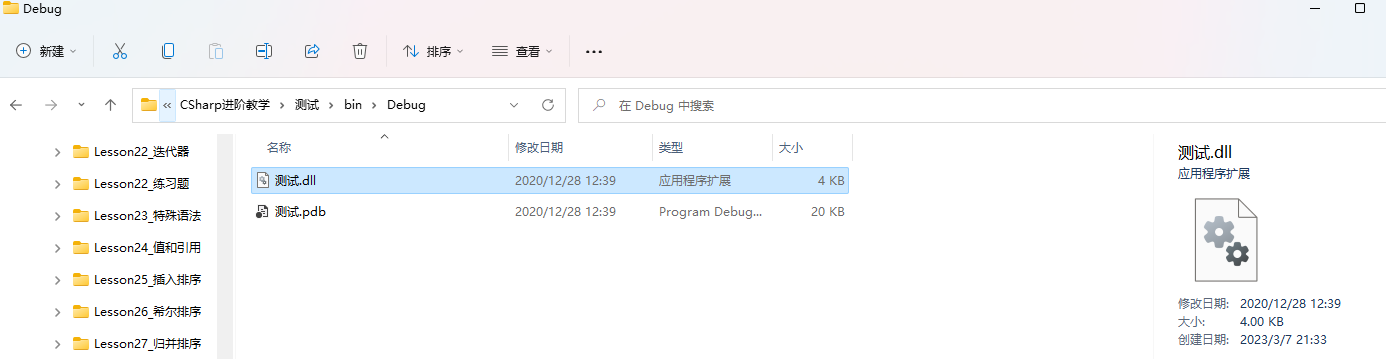 Debug
新建 排序 查看
« CSharp进阶教学 测试 bin Debug 在 Debug 中搜索
名称 修改日期 类型 大小
测试.dll 2020/12/28 12:39 应用程序扩展 4 KB
测试.pdb 2020/12/28 12:39 Program Debug... 20 KB
Lesson22_迭代器
Lesson22_练习题
Lesson23_特殊语法
Lesson24_值和引用
Lesson25_插入排序
Lesson26_希尔排序
Lesson27_归并排序
测试.dll
应用程序扩展
修改日期: 2020/12/28 12:39
大小: 4.00 KB
创建日期: 2023/3/7 21:33